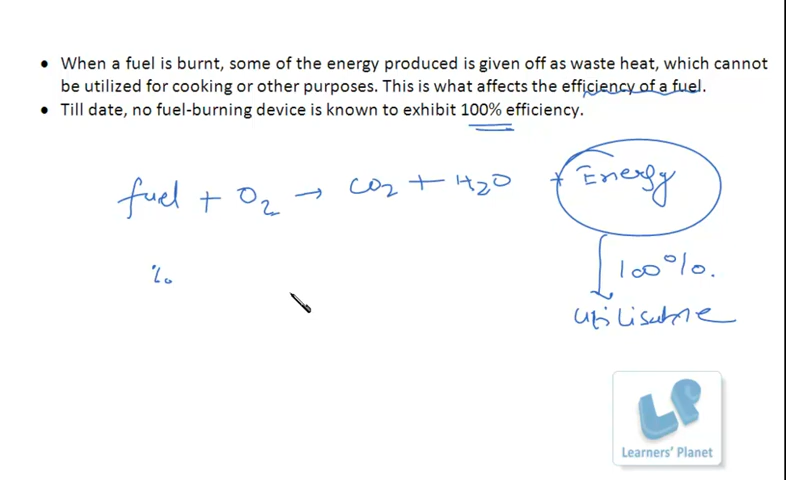 • When a fuel is burnt, some of the energy produced is given off as waste heat, which cannot
be utilized for cooking or other purposes. This is what affects the efficiency of a fuel.
• Till date, no fuel-burning device is known to exhibit 100% efficiency.
fuel + O2 → CO2 + H2O + Energy
% 100%.
utilisable
LP
Learners' Planet